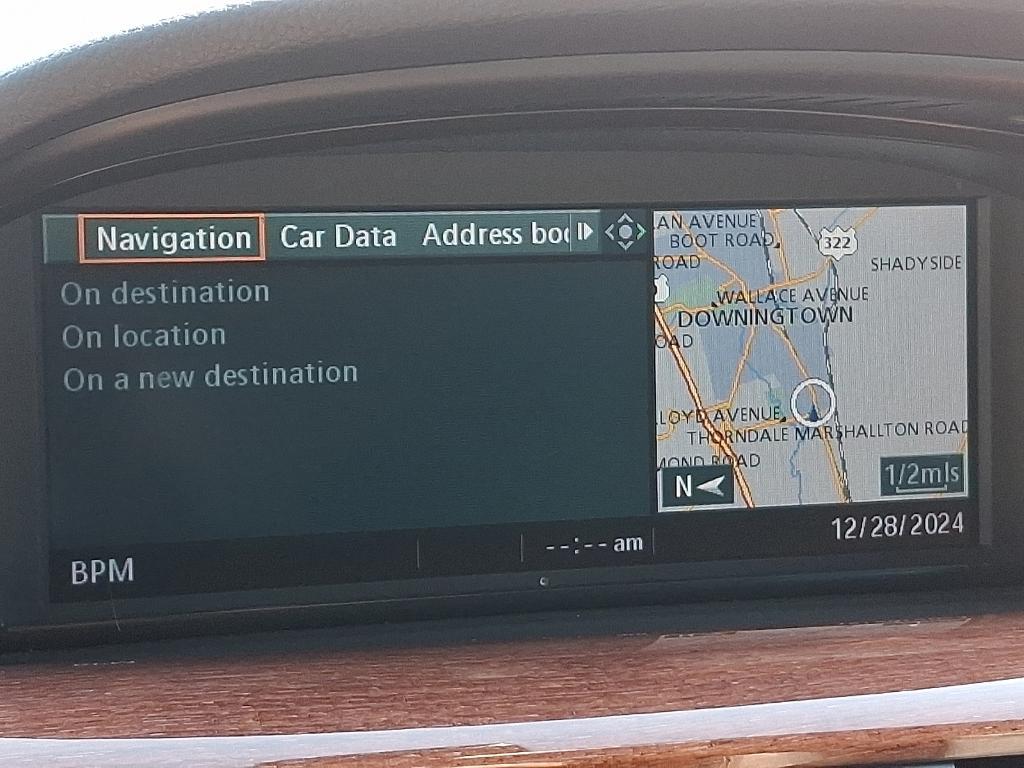 Navigation Car Data Address boo
On destination
On location
On a new destination
AN AVENUE
BOOT ROAD
322
ROAD
SHADYSIDE
WALLACE AVENUE
DOWNINGTOWN
OAD
LOYD AVENUE
THORNDALE MARSHALLTON ROAD
MOND ROAD
N
1/2mls
12/28/2024
--:-- am
BPM